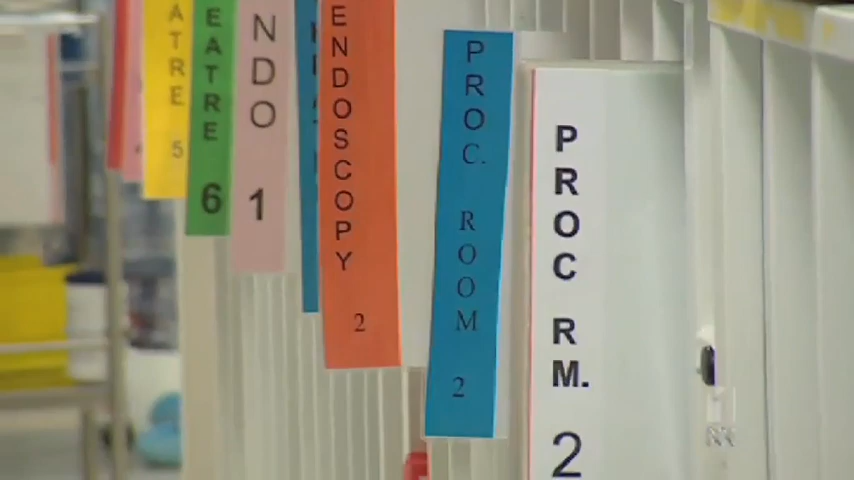 ATRE 5
EATRE 6
NDO 1
ENDOSCOPY 2
PROC. ROOM 2
PROC RM. 2